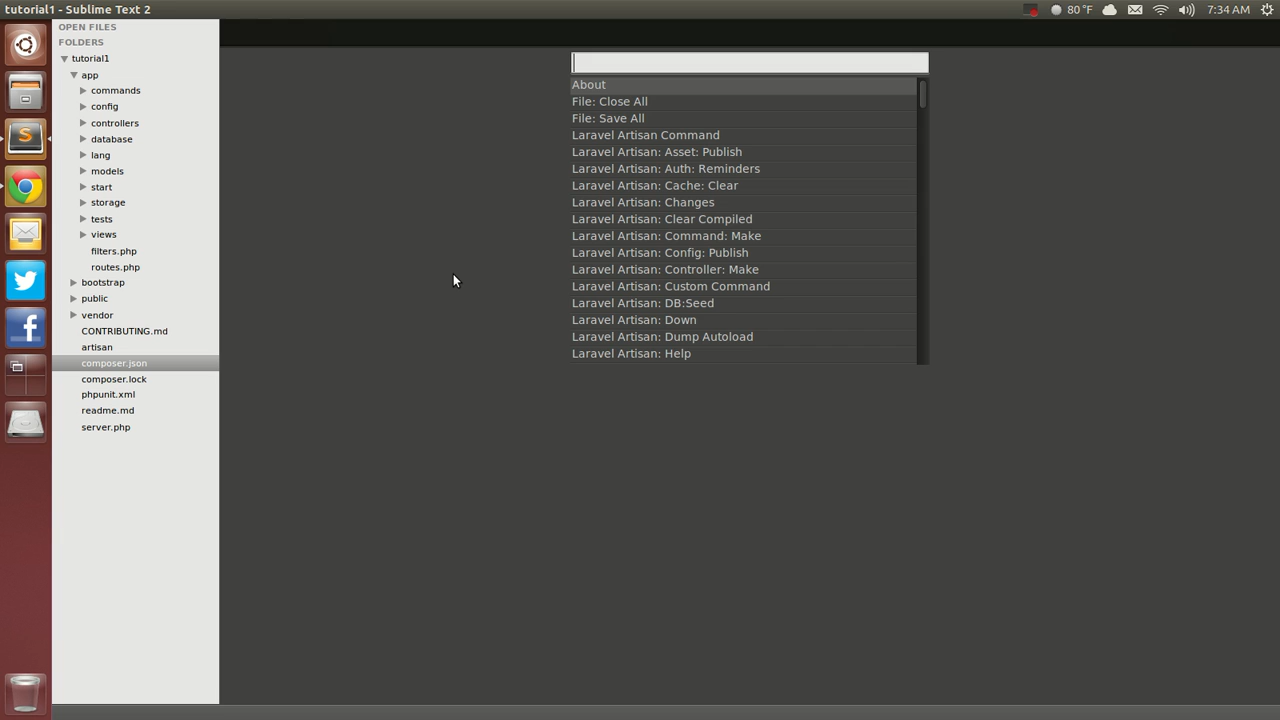 tutorial1 - Sublime Text 2
80 °F
7:34 AM
OPEN FILES
FOLDERS
tutorial1
app
commands
config
controllers
database
lang
models
start
storage
tests
views
filters.php
routes.php
bootstrap
public
vendor
CONTRIBUTING.md
artisan
composer.json
composer.lock
phpunit.xml
readme.md
server.php
About
File: Close All
File: Save All
Laravel Artisan Command
Laravel Artisan: Asset: Publish
Laravel Artisan: Auth: Reminders
Laravel Artisan: Cache: Clear
Laravel Artisan: Changes
Laravel Artisan: Clear Compiled
Laravel Artisan: Command: Make
Laravel Artisan: Config: Publish
Laravel Artisan: Controller: Make
Laravel Artisan: Custom Command
Laravel Artisan: DB:Seed
Laravel Artisan: Down
Laravel Artisan: Dump Autoload
Laravel Artisan: Help